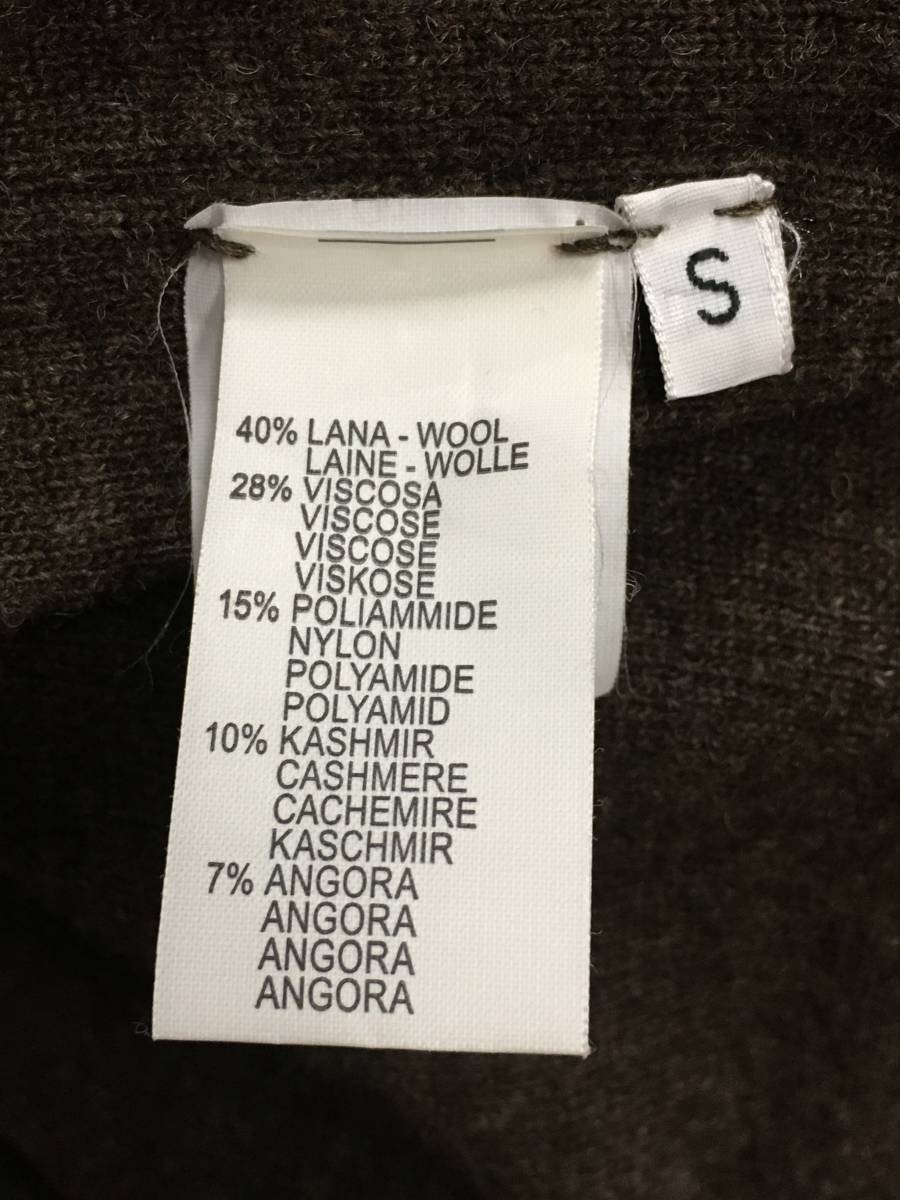 S
40% LANA - WOOL
LAINE - WOLLE
28% VISCOSA
VISCOSE
VISCOSE
VISKOSE
15% POLIAMMIDE
NYLON
POLYAMIDE
POLYAMID
10% KASHMIR
CASHMERE
CACHEMIRE
KASCHMIR
7% ANGORA
ANGORA
ANGORA
ANGORA